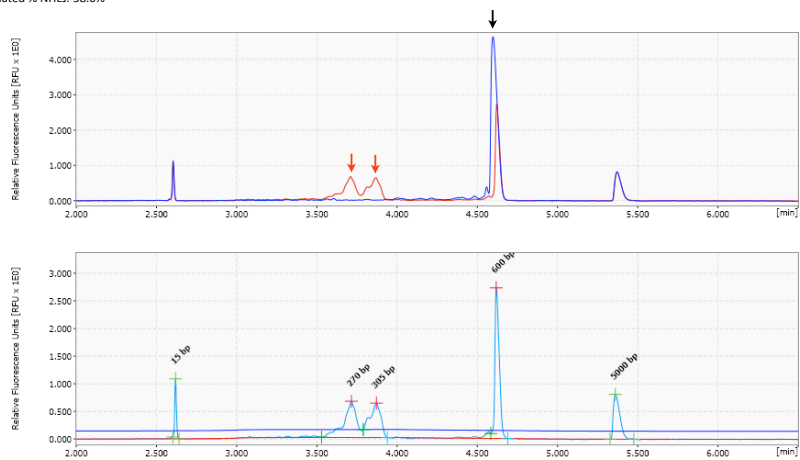 Relative Fluorescence Units [RFU x 1E0]
4.000
3.000
2.000
1.000
0.000
2.000 2.500 3.000 3.500 4.000 4.500 5.000 5.500 6.000 [min]
Relative Fluorescence Units [RFU x 1E0]
3.000
2.500
2.000
1.500
1.000
0.500
0.000
15 bp
270 bp
305 bp
600 bp
5000 bp
2.000 2.500 3.000 3.500 4.000 4.500 5.000 5.500 6.000 [min]